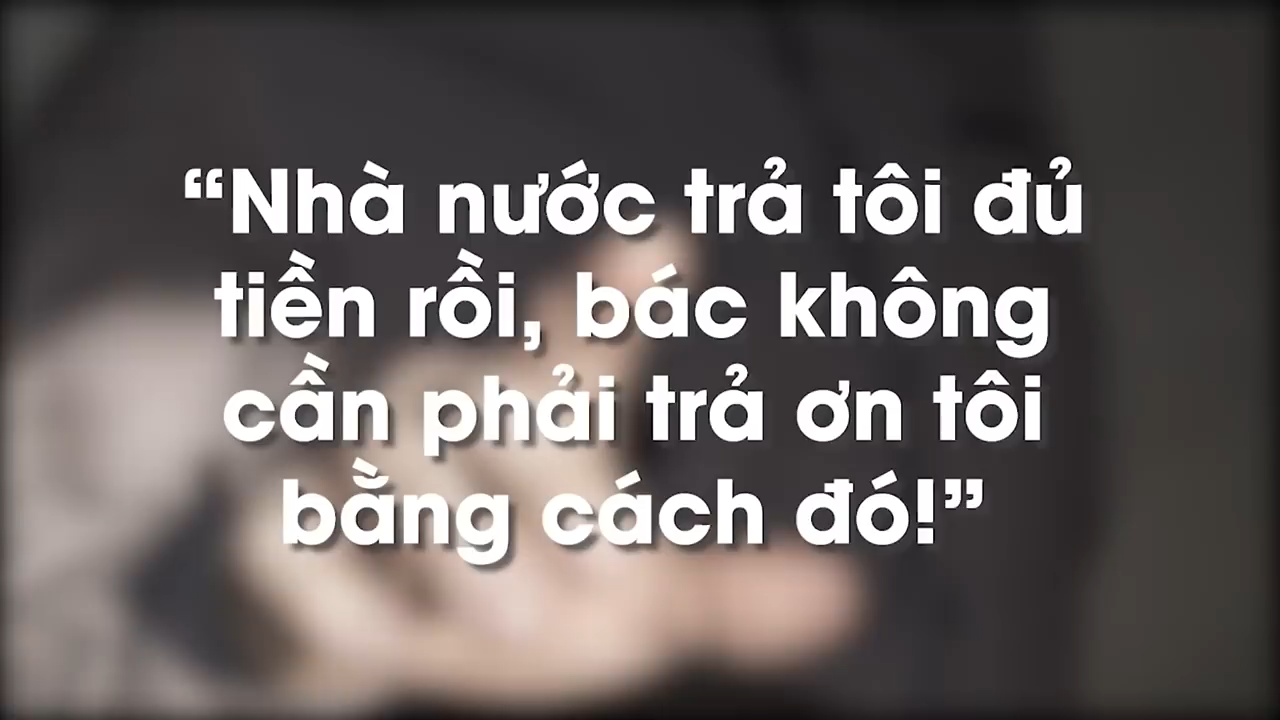 “Nhà nước trả tôi đủ
tiền rồi, bác không
cần phải trả ơn tôi
bằng cách đó!”